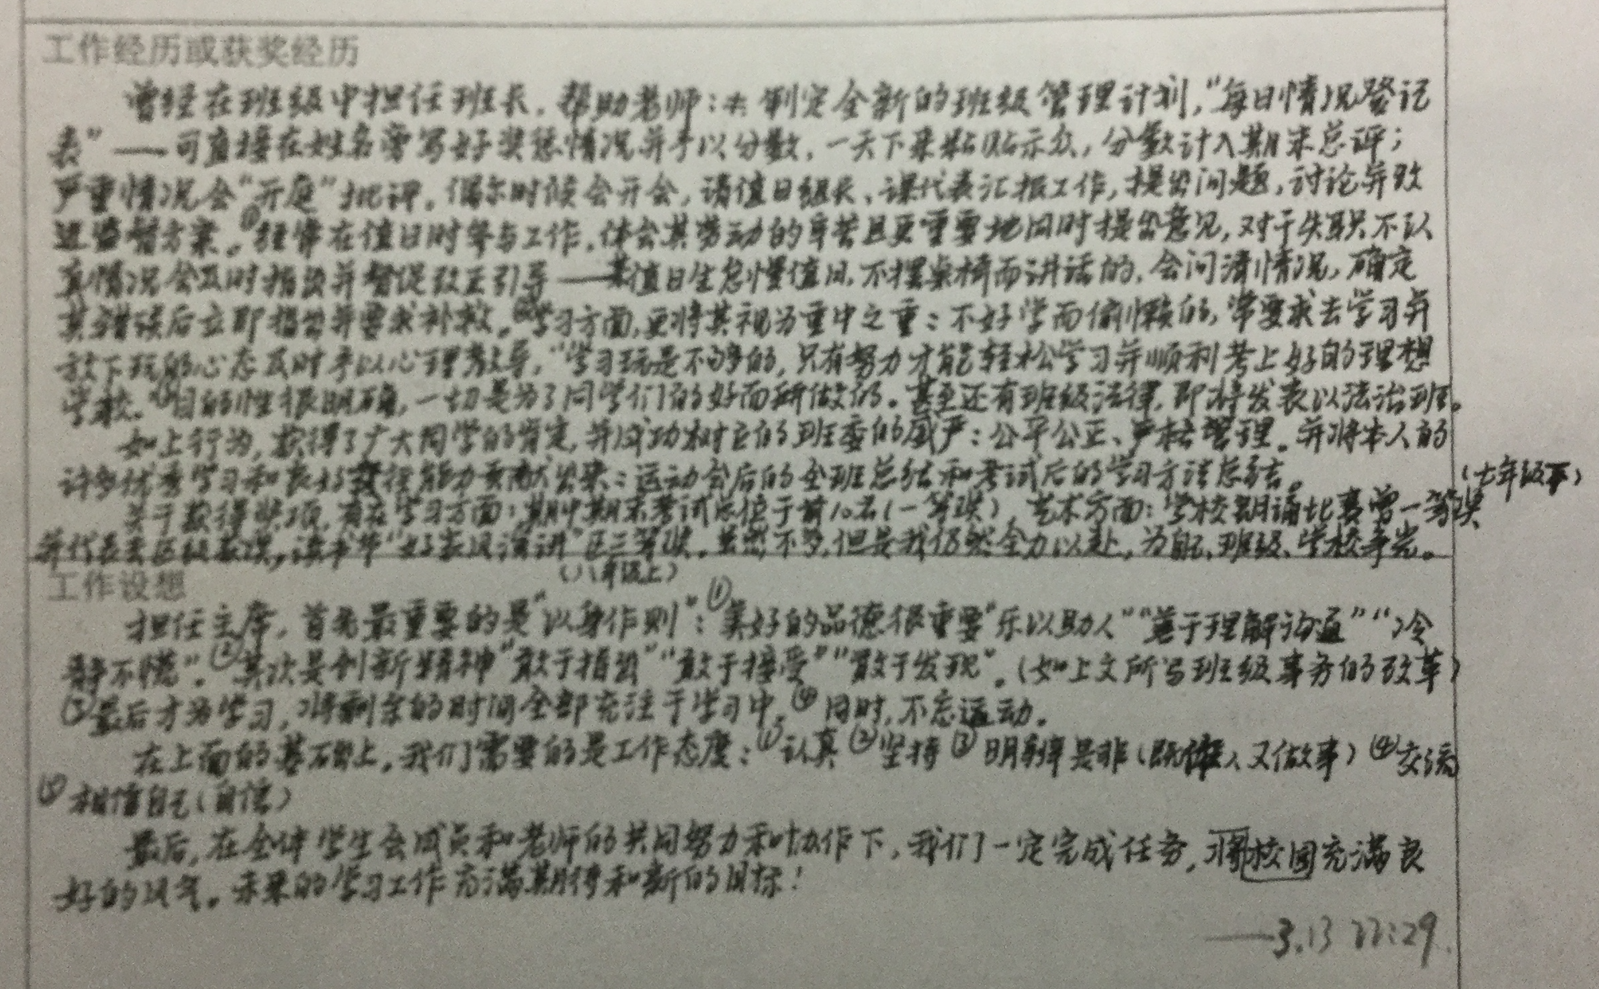 工作经历或获奖经历
曾经在班级中担任班长,帮助老师:制定全新的班级管理计划,“每日情况登记
表”——可直接在姓名旁写好奖惩情况并予以分数,一天下来粘贴示众,分数计入期末总评;
严重情况会“开庭”批评。偶尔时候会开会,请值日组长、课代表汇报工作,提出问题,讨论并改
进监督方案。经常在值日时参与工作,体会其劳动的辛苦且更重要地同时提出意见,对于失职不认
真情况会及时指出并督促改正引导——某值日生怠慢值日,不摆桌椅而讲话的,会问清情况,确定
其错误后立即指出并要求补救。学习方面,更将其视为重中之重:不好学而偷懒的,常要求去学习并
放下玩的心态及时予以心理教导,“学习玩是不够的,只有努力才能轻松学习并顺利考上好的理想
学校。目的性很明确,一切是为了同学们的好而所做的。甚至还有班级法律,即将发表以法治班。
如上行为,获得了广大同学的肯定,并成功树立的班委的威严:公平公正、严格管理。并将本人的
许多优秀学习和良好能力贡献出来:运动会后的全班总结和考试后的学习方法总结。
(七年级下)
关于获得奖项,有在学习方面:期中期末考试总位于前10名(一等奖),艺术方面:学校朗诵比赛曾一等奖
并代表去区级表演,读书节“好家风演讲”区三等奖。虽然不多,但是我仍然全力以赴,为自己、班级、学校争光。
(八年级上)
工作设想
担任主席,首先最重要的是“以身作则”:①美好的品德很重要“乐以助人”“善于理解沟通”“冷
静不慌”。②其次是创新精神“敢于指出”“敢于接受”“敢于发现”。(如上文所写班级事务的改革)
③最后才为学习,将剩余的时间全部充注于学习中。④同时,不忘运动。
在上面的基础上,我们需要的是工作态度:①认真②坚持③明辨是非(既做人又做事)④交流
⑤相信自己(自信)
最后,在全体学生会成员和老师的共同努力和协作下,我们一定完成任务,将校园充满良
好的风气。未来的学习工作充满期待和新的目标!
——3.13 22:29.